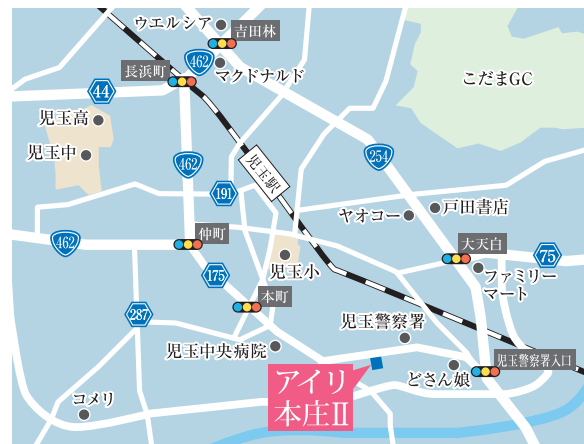 ウエルシア
吉田林
462
マクドナルド
長浜町
こだまGC
44
児玉高
児玉中
462
254
児玉駅
191
ヤオコー
戸田書店
462
仲町
大天白
75
児玉小
175
ファミリー
マート
本町
287
児玉警察署
児玉中央病院
児玉警察署入口
どさん娘
アイリ
本庄II
コメリ